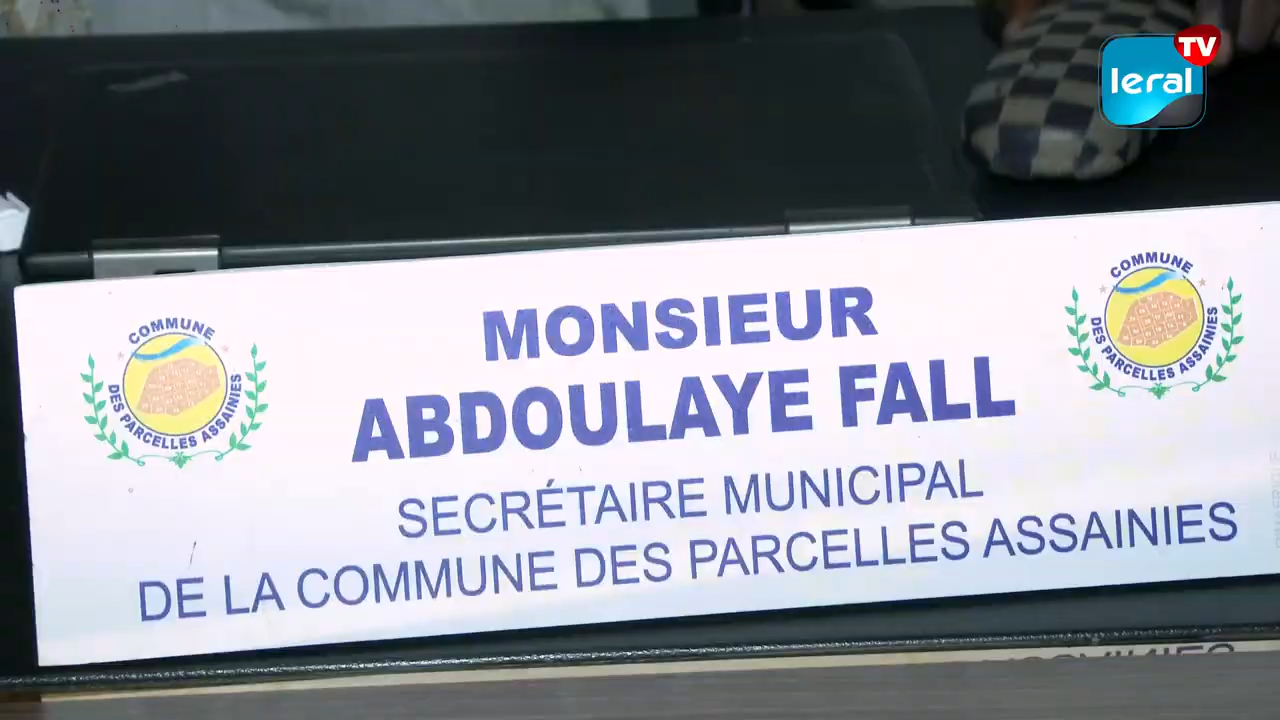 leral TV
COMMUNE
DES PARCELLES ASSAINIES
MONSIEUR
ABDOULAYE FALL
SECRÉTAIRE MUNICIPAL
DE LA COMMUNE DES PARCELLES ASSAINIES
COMMUNE
DES PARCELLES ASSAINIES